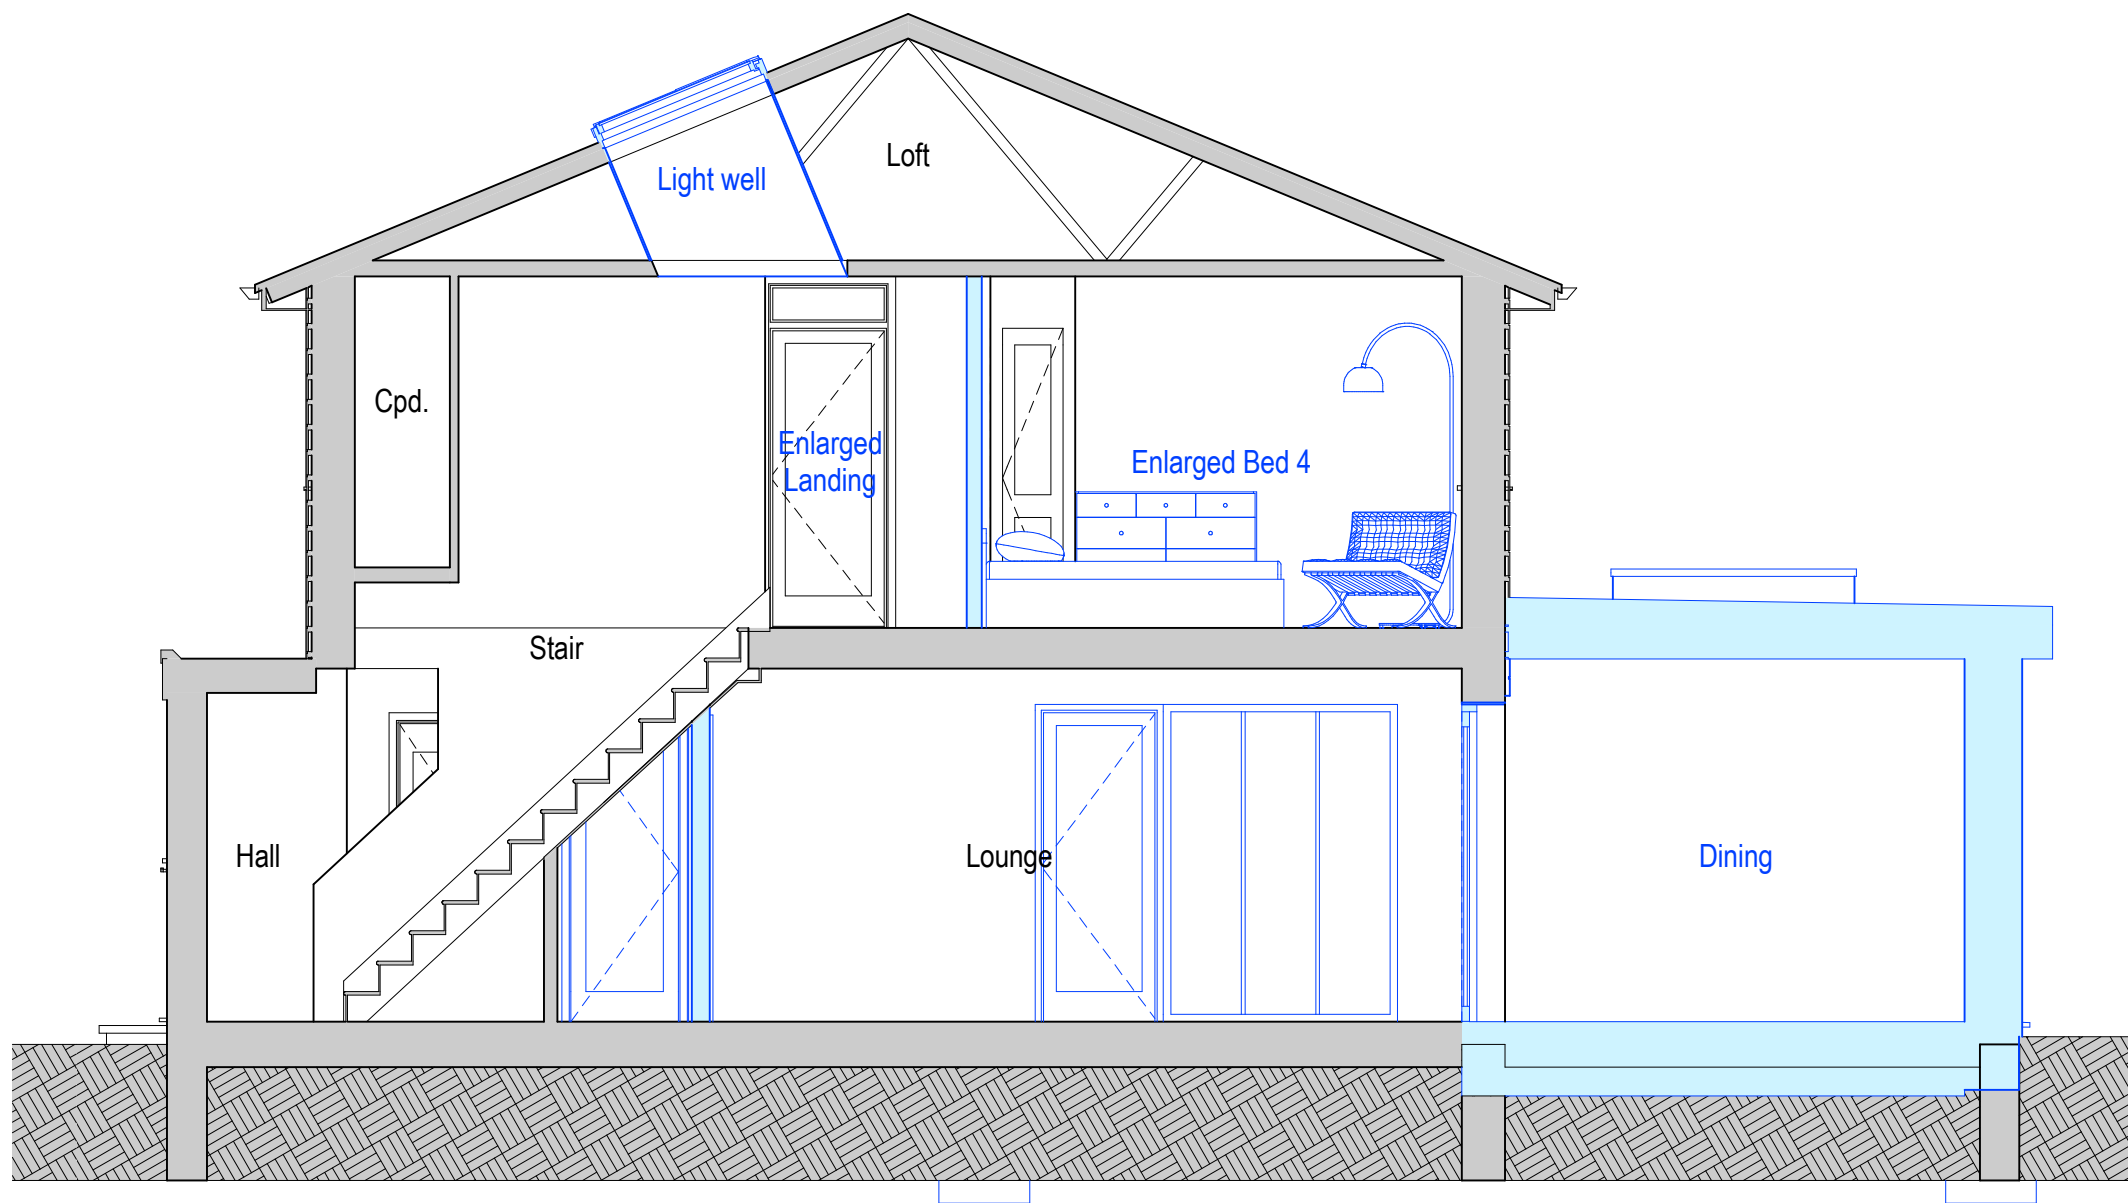 Loft
Light well
Cpd.
Enlarged
Landing
Enlarged Bed 4
Stair
Hall
Lounge
Dining